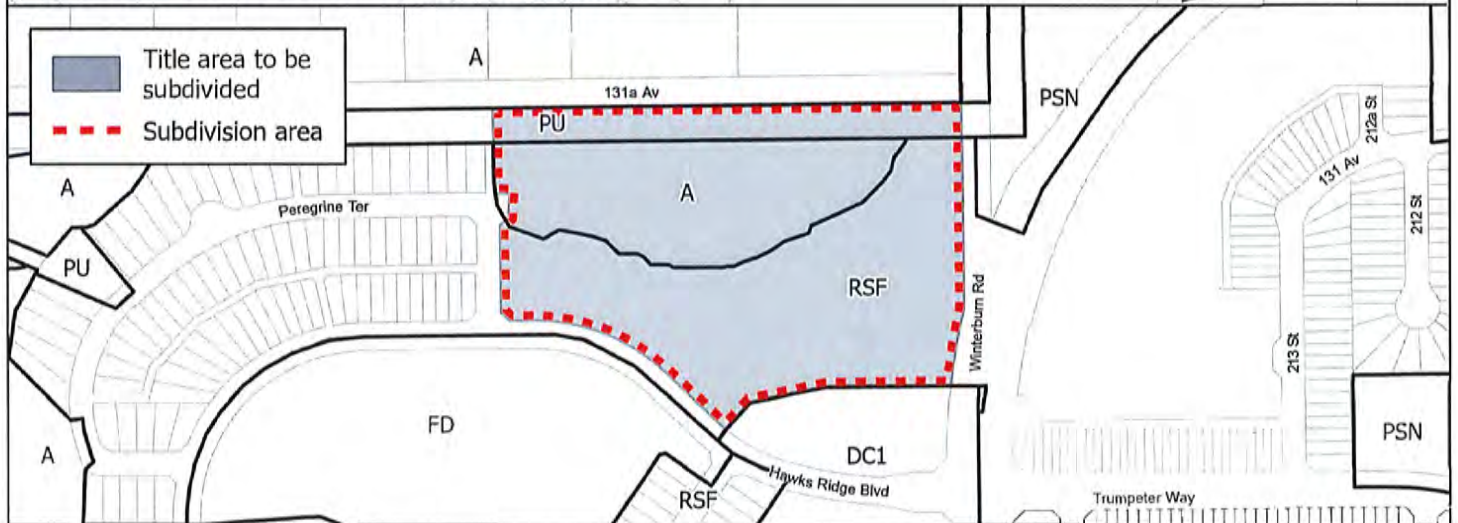 Title area to be
subdivided
Subdivision area
A
131a Av
PU
PSN
212a St
131 Av
A
A
Peregrine Ter
212 St
PU
RSF
Winterburn Rd
213 St
FD
A
DC1
PSN
Hawks Ridge Blvd
RSF
Trumpeter Way